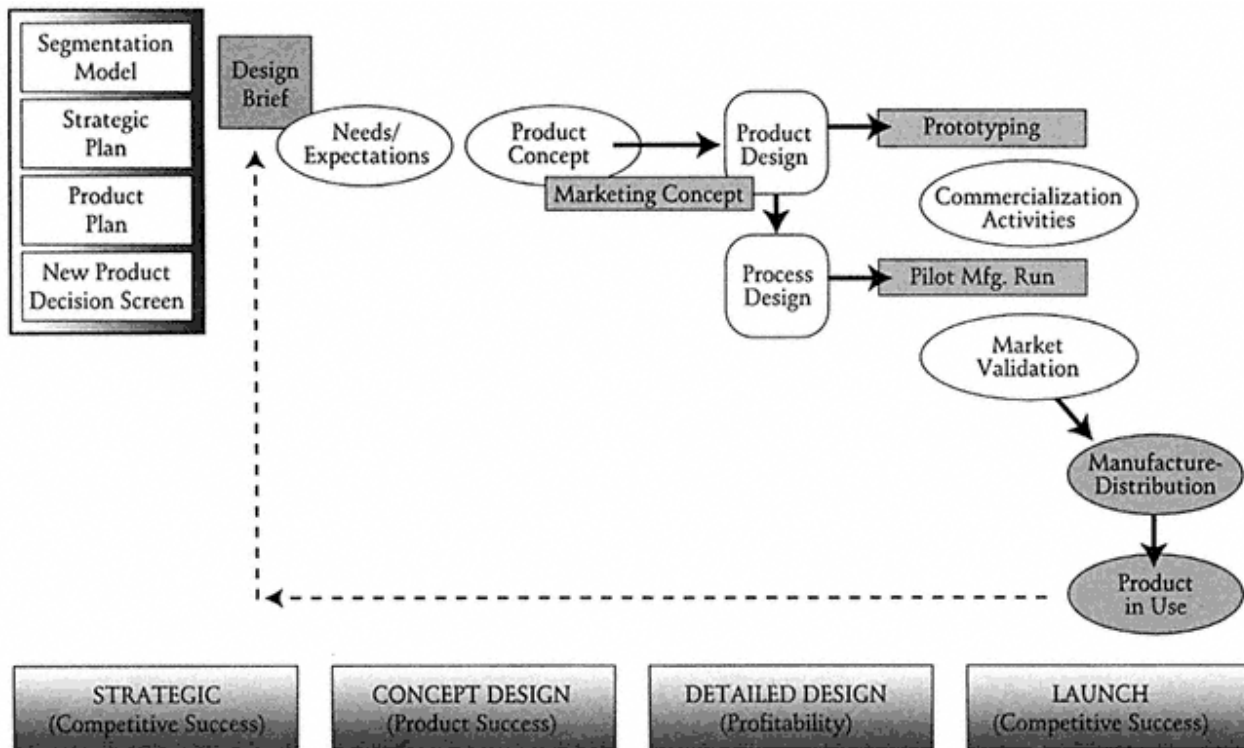 Segmentation
Model
Strategic
Plan
Product
Plan
New Product
Decision Screen
Design
Brief
Needs/
Expectations
Product
Concept
Marketing Concept
Product
Design
Process
Design
Prototyping
Commercialization
Activities
Pilot Mfg. Run
Market
Validation
Manufacture-
Distribution
Product
in Use
STRATEGIC
(Competitive Success)
CONCEPT DESIGN
(Product Success)
DETAILED DESIGN
(Profitability)
LAUNCH
(Competitive Success)